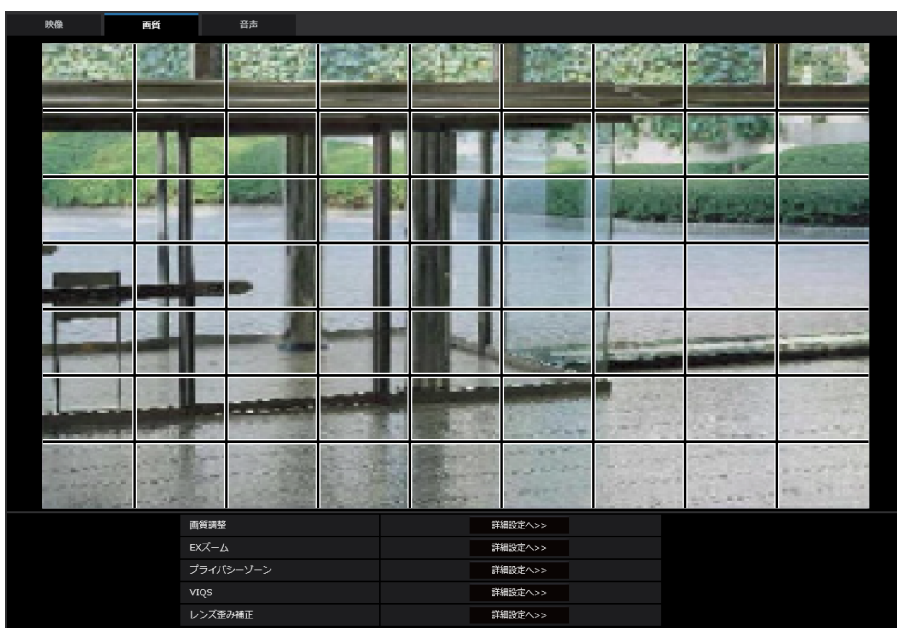 映像 画質 音声
画質調整 詳細設定へ>>
EXズーム 詳細設定へ>>
プライバシーゾーン 詳細設定へ>>
VIQS 詳細設定へ>>
レンズ歪み補正 詳細設定へ>>